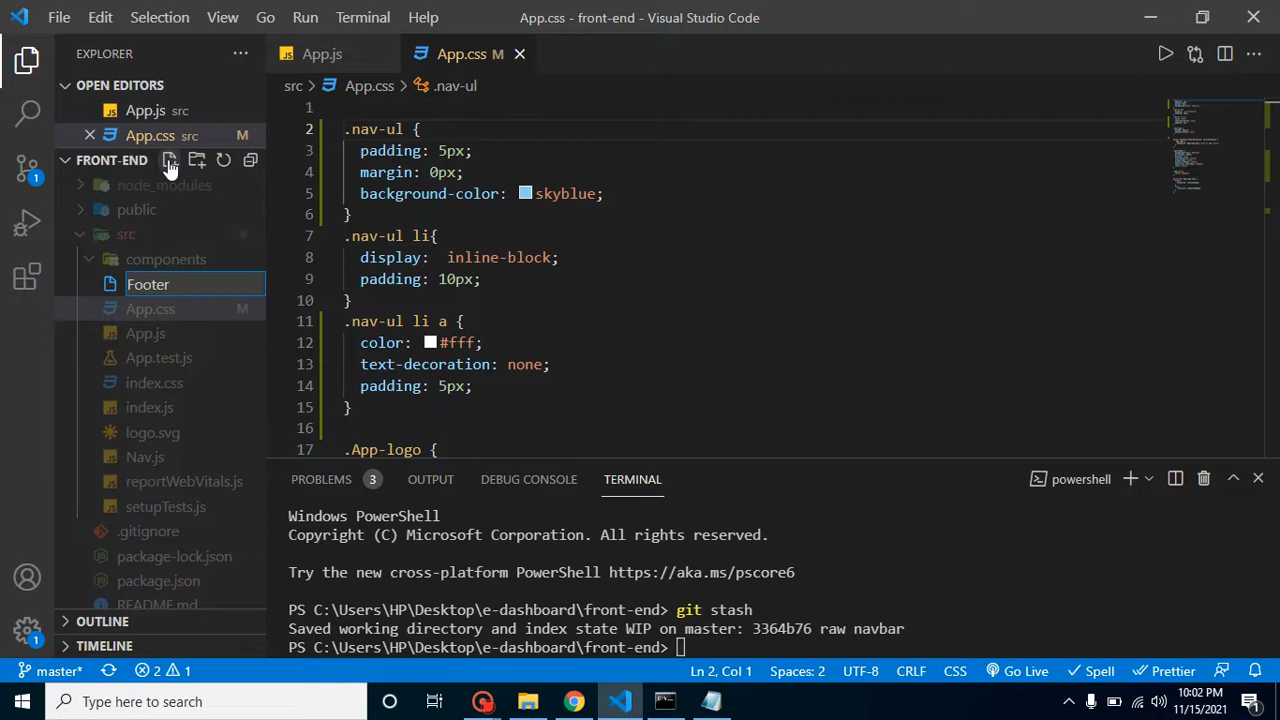 File Edit Selection View Go Run Terminal Help App.css - front-end - Visual Studio Code
EXPLORER
App.js
App.css M
OPEN EDITORS
App.js src
App.css src M
FRONT-END
node_modules
public
src
components
Footer
App.css M
App.js
App.test.js
index.css
index.js
logo.svg
Nav.js
reportWebVitals.js
setupTests.js
.gitignore
package-lock.json
package.json
README.md
OUTLINE
TIMELINE
src > App.css > .nav-ul
1
2 .nav-ul {
3 padding: 5px;
4 margin: 0px;
5 background-color: skyblue;
6 }
7 .nav-ul li{
8 display: inline-block;
9 padding: 10px;
10 }
11 .nav-ul li a {
12 color: #fff;
13 text-decoration: none;
14 padding: 5px;
15 }
16
17 .App-logo {
PROBLEMS 3 OUTPUT DEBUG CONSOLE TERMINAL powershell
Windows PowerShell
Copyright (C) Microsoft Corporation. All rights reserved.
Try the new cross-platform PowerShell https://aka.ms/pscore6
PS C:\Users\HP\Desktop\e-dashboard\front-end> git stash
Saved working directory and index state WIP on master: 3364b76 raw navbar
PS C:\Users\HP\Desktop\e-dashboard\front-end>
1
1
master* 2 1 Ln 2, Col 1 Spaces: 2 UTF-8 CRLF CSS Go Live Spell Prettier
Type here to search
10:02 PM
11/15/2021
1